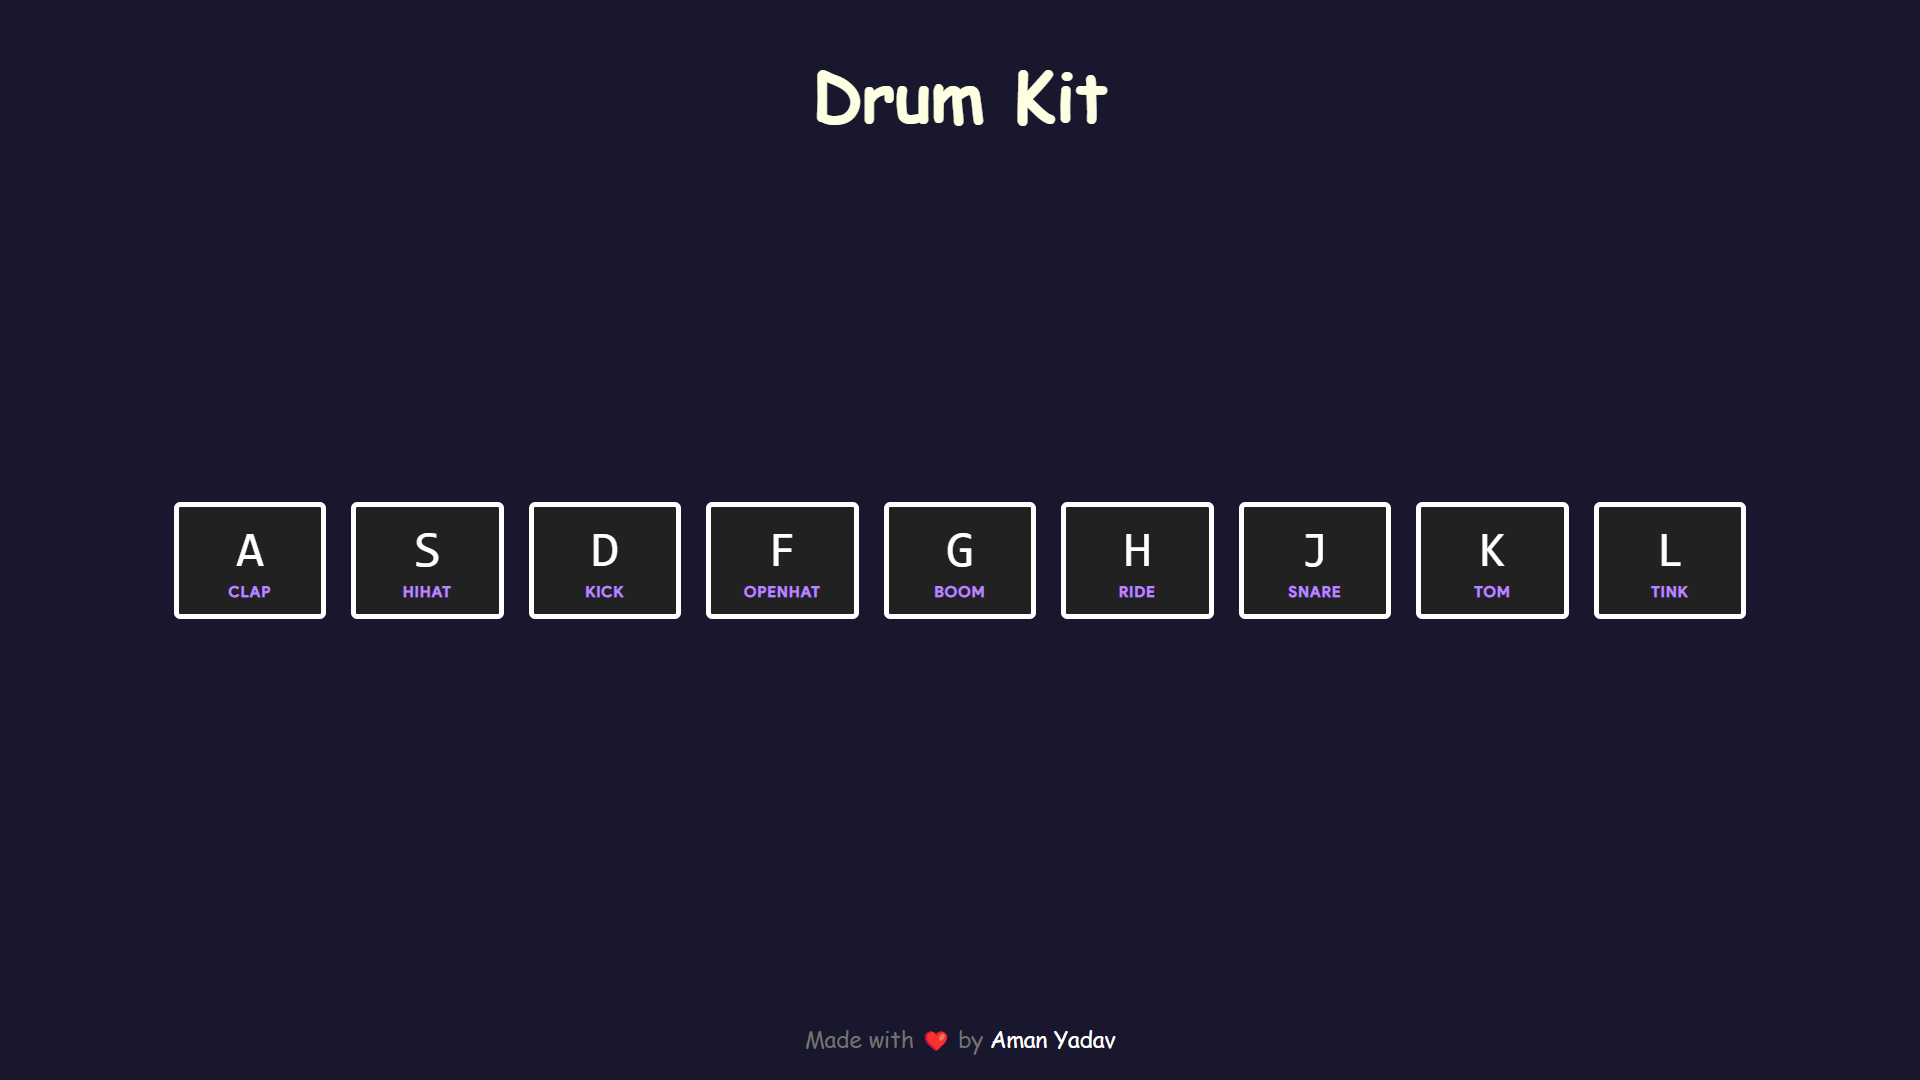 Drum Kit
A S D F G H J K L
CLAP HIHAT KICK OPENHAT BOOM RIDE SNARE TOM TINK
Made with ❤️ by Aman Yadav